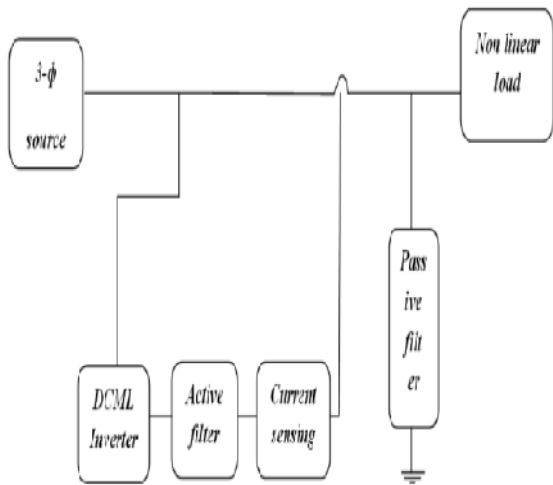 3-ф
source
Non linear
load
Pass
ive
filt
er
DCML
Inverter
Active
filter
Current
sensing